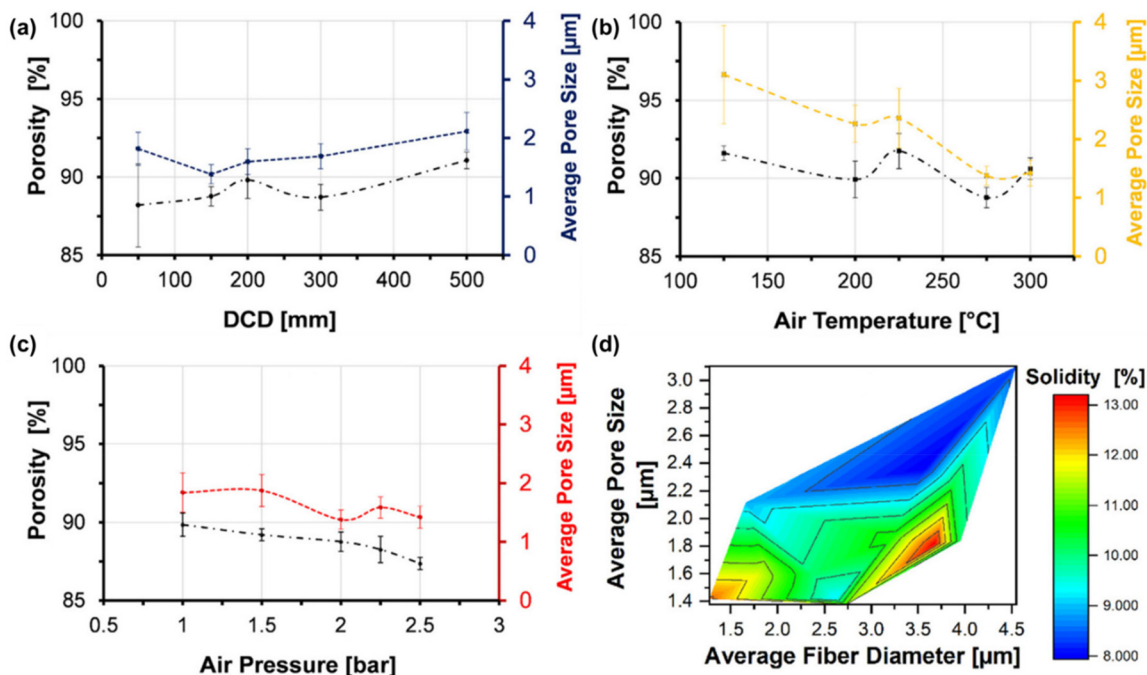 (a)
100
95
90
85
Porosity [%]
4
3
2
1
0
Average Pore Size [µm]
0 100 200 300 400 500
DCD [mm]
(b)
100
95
90
85
Porosity [%]
4
3
2
1
0
Average Pore Size [µm]
100 150 200 250 300
Air Temperature [°C]
(c)
100
95
90
85
Porosity [%]
4
3
2
1
0
Average Pore Size [µm]
0.5 1 1.5 2 2.5 3
Air Pressure [bar]
(d)
Average Pore Size
[µm]
3.0
2.8
2.6
2.4
2.2
2.0
1.8
1.6
1.4
1.5 2.0 2.5 3.0 3.5 4.0 4.5
Average Fiber Diameter [µm]
Solidity [%]
13.00
12.00
11.00
10.00
9.000
8.000